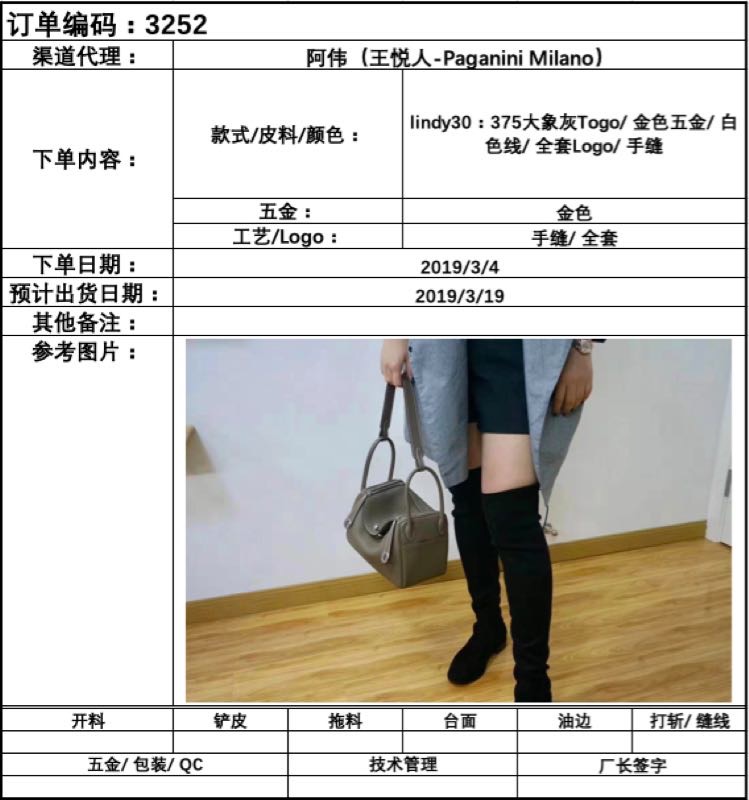 订单编码：3252
渠道代理：
阿伟（王悦人-Paganini Milano）
下单内容：
款式/皮料/颜色：
lindy30：375大象灰Togo/ 金色五金/ 白
色线/ 全套Logo/ 手缝
五金：
金色
工艺/Logo：
手缝/ 全套
下单日期：
2019/3/4
预计出货日期：
2019/3/19
其他备注：
参考图片：
开料
铲皮
拖料
台面
油边
打斩/ 缝线
五金/ 包装/ QC
技术管理
厂长签字